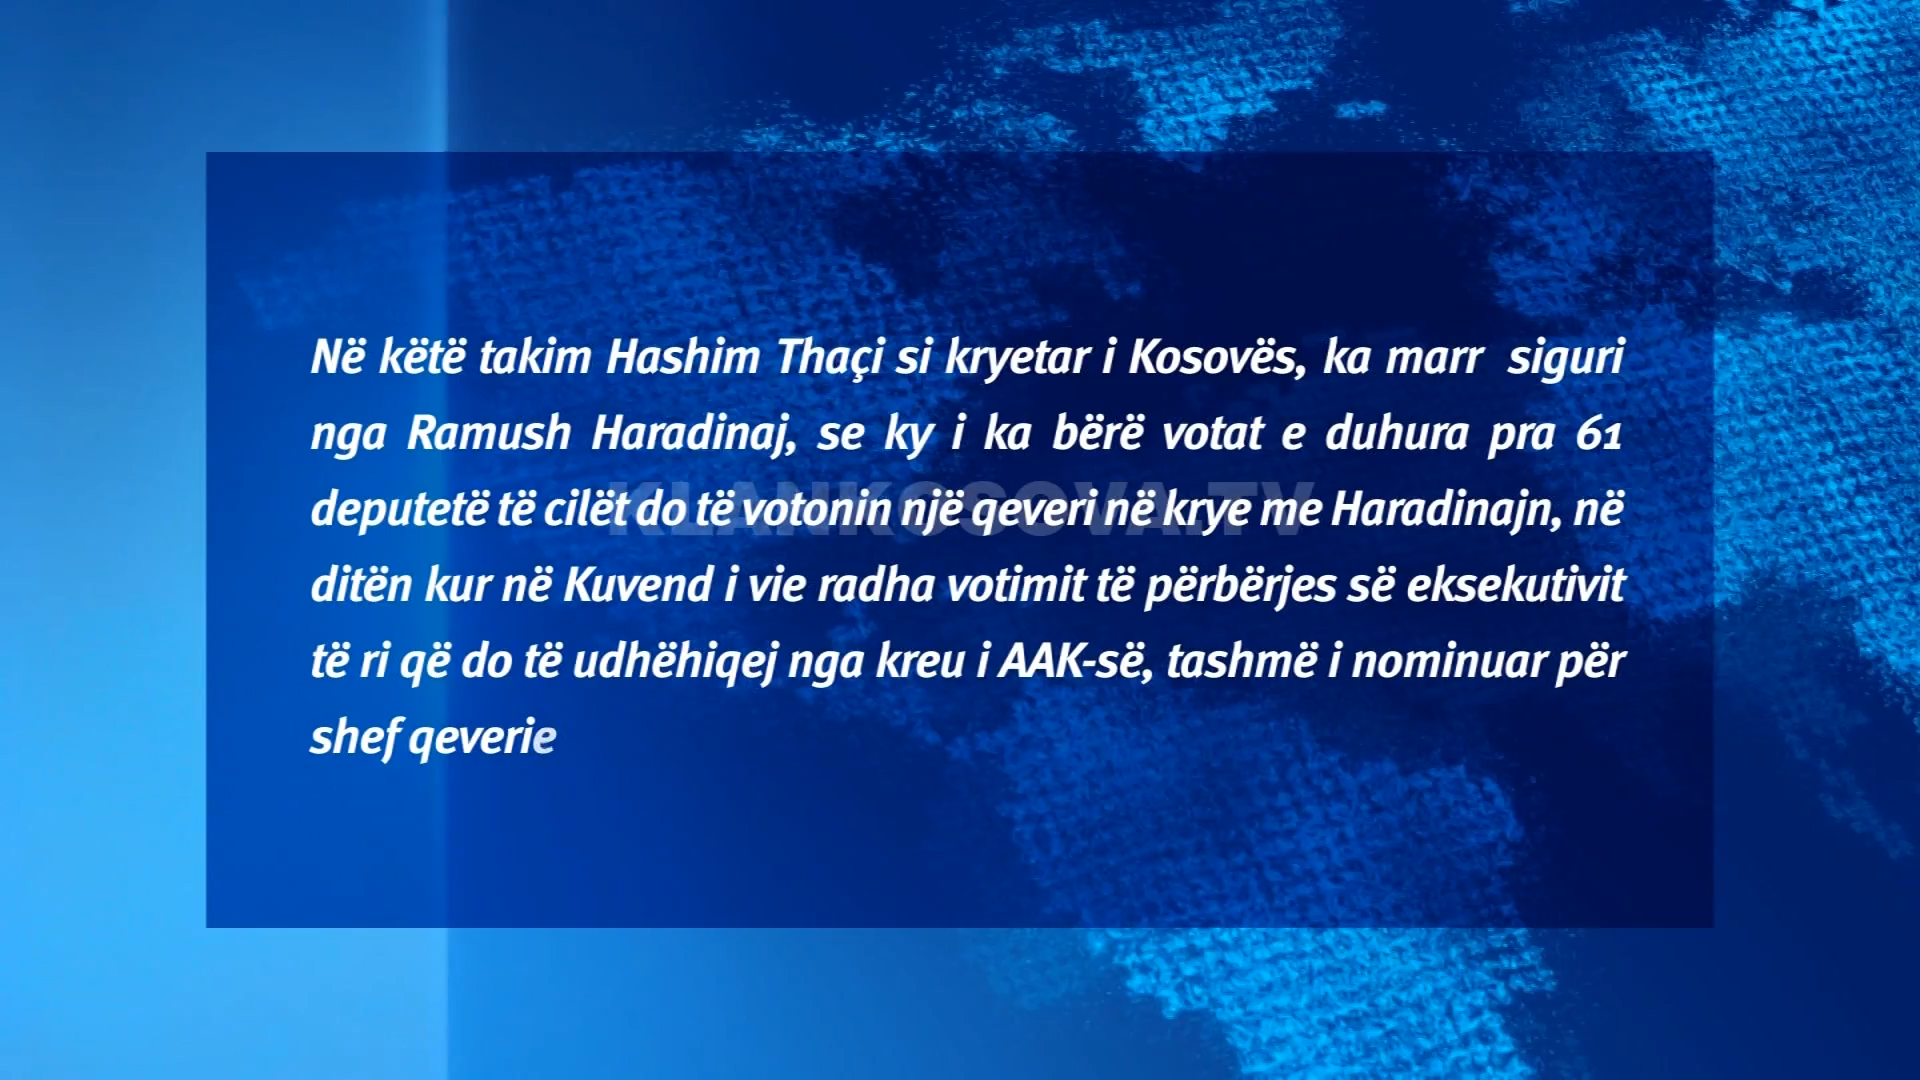 Në këtë takim Hashim Thaçi si kryetar i Kosovës, ka marr siguri
nga Ramush Haradinaj, se ky i ka bërë votat e duhura pra 61
deputetë të cilët do të votonin një qeveri në krye me Haradinajn, në
KLANKOSOVA.TV
ditën kur në Kuvend i vie radha votimit të përbërjes së eksekutivit
të ri që do të udhëhiqej nga kreu i AAK-së, tashmë i nominuar për
shef qeverie